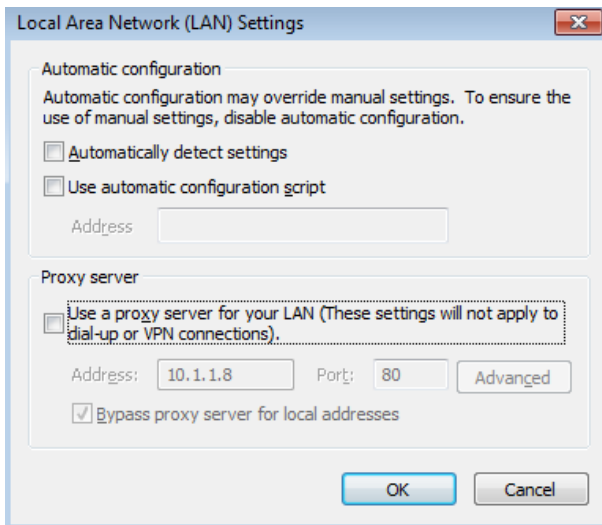 Local Area Network (LAN) Settings
Automatic configuration
Automatic configuration may override manual settings. To ensure the
use of manual settings, disable automatic configuration.
Automatically detect settings
Use automatic configuration script
Address
Proxy server
Use a proxy server for your LAN (These settings will not apply to
dial-up or VPN connections).
Address: 10.1.1.8 Port: 80 Advanced
Bypass proxy server for local addresses
OK Cancel